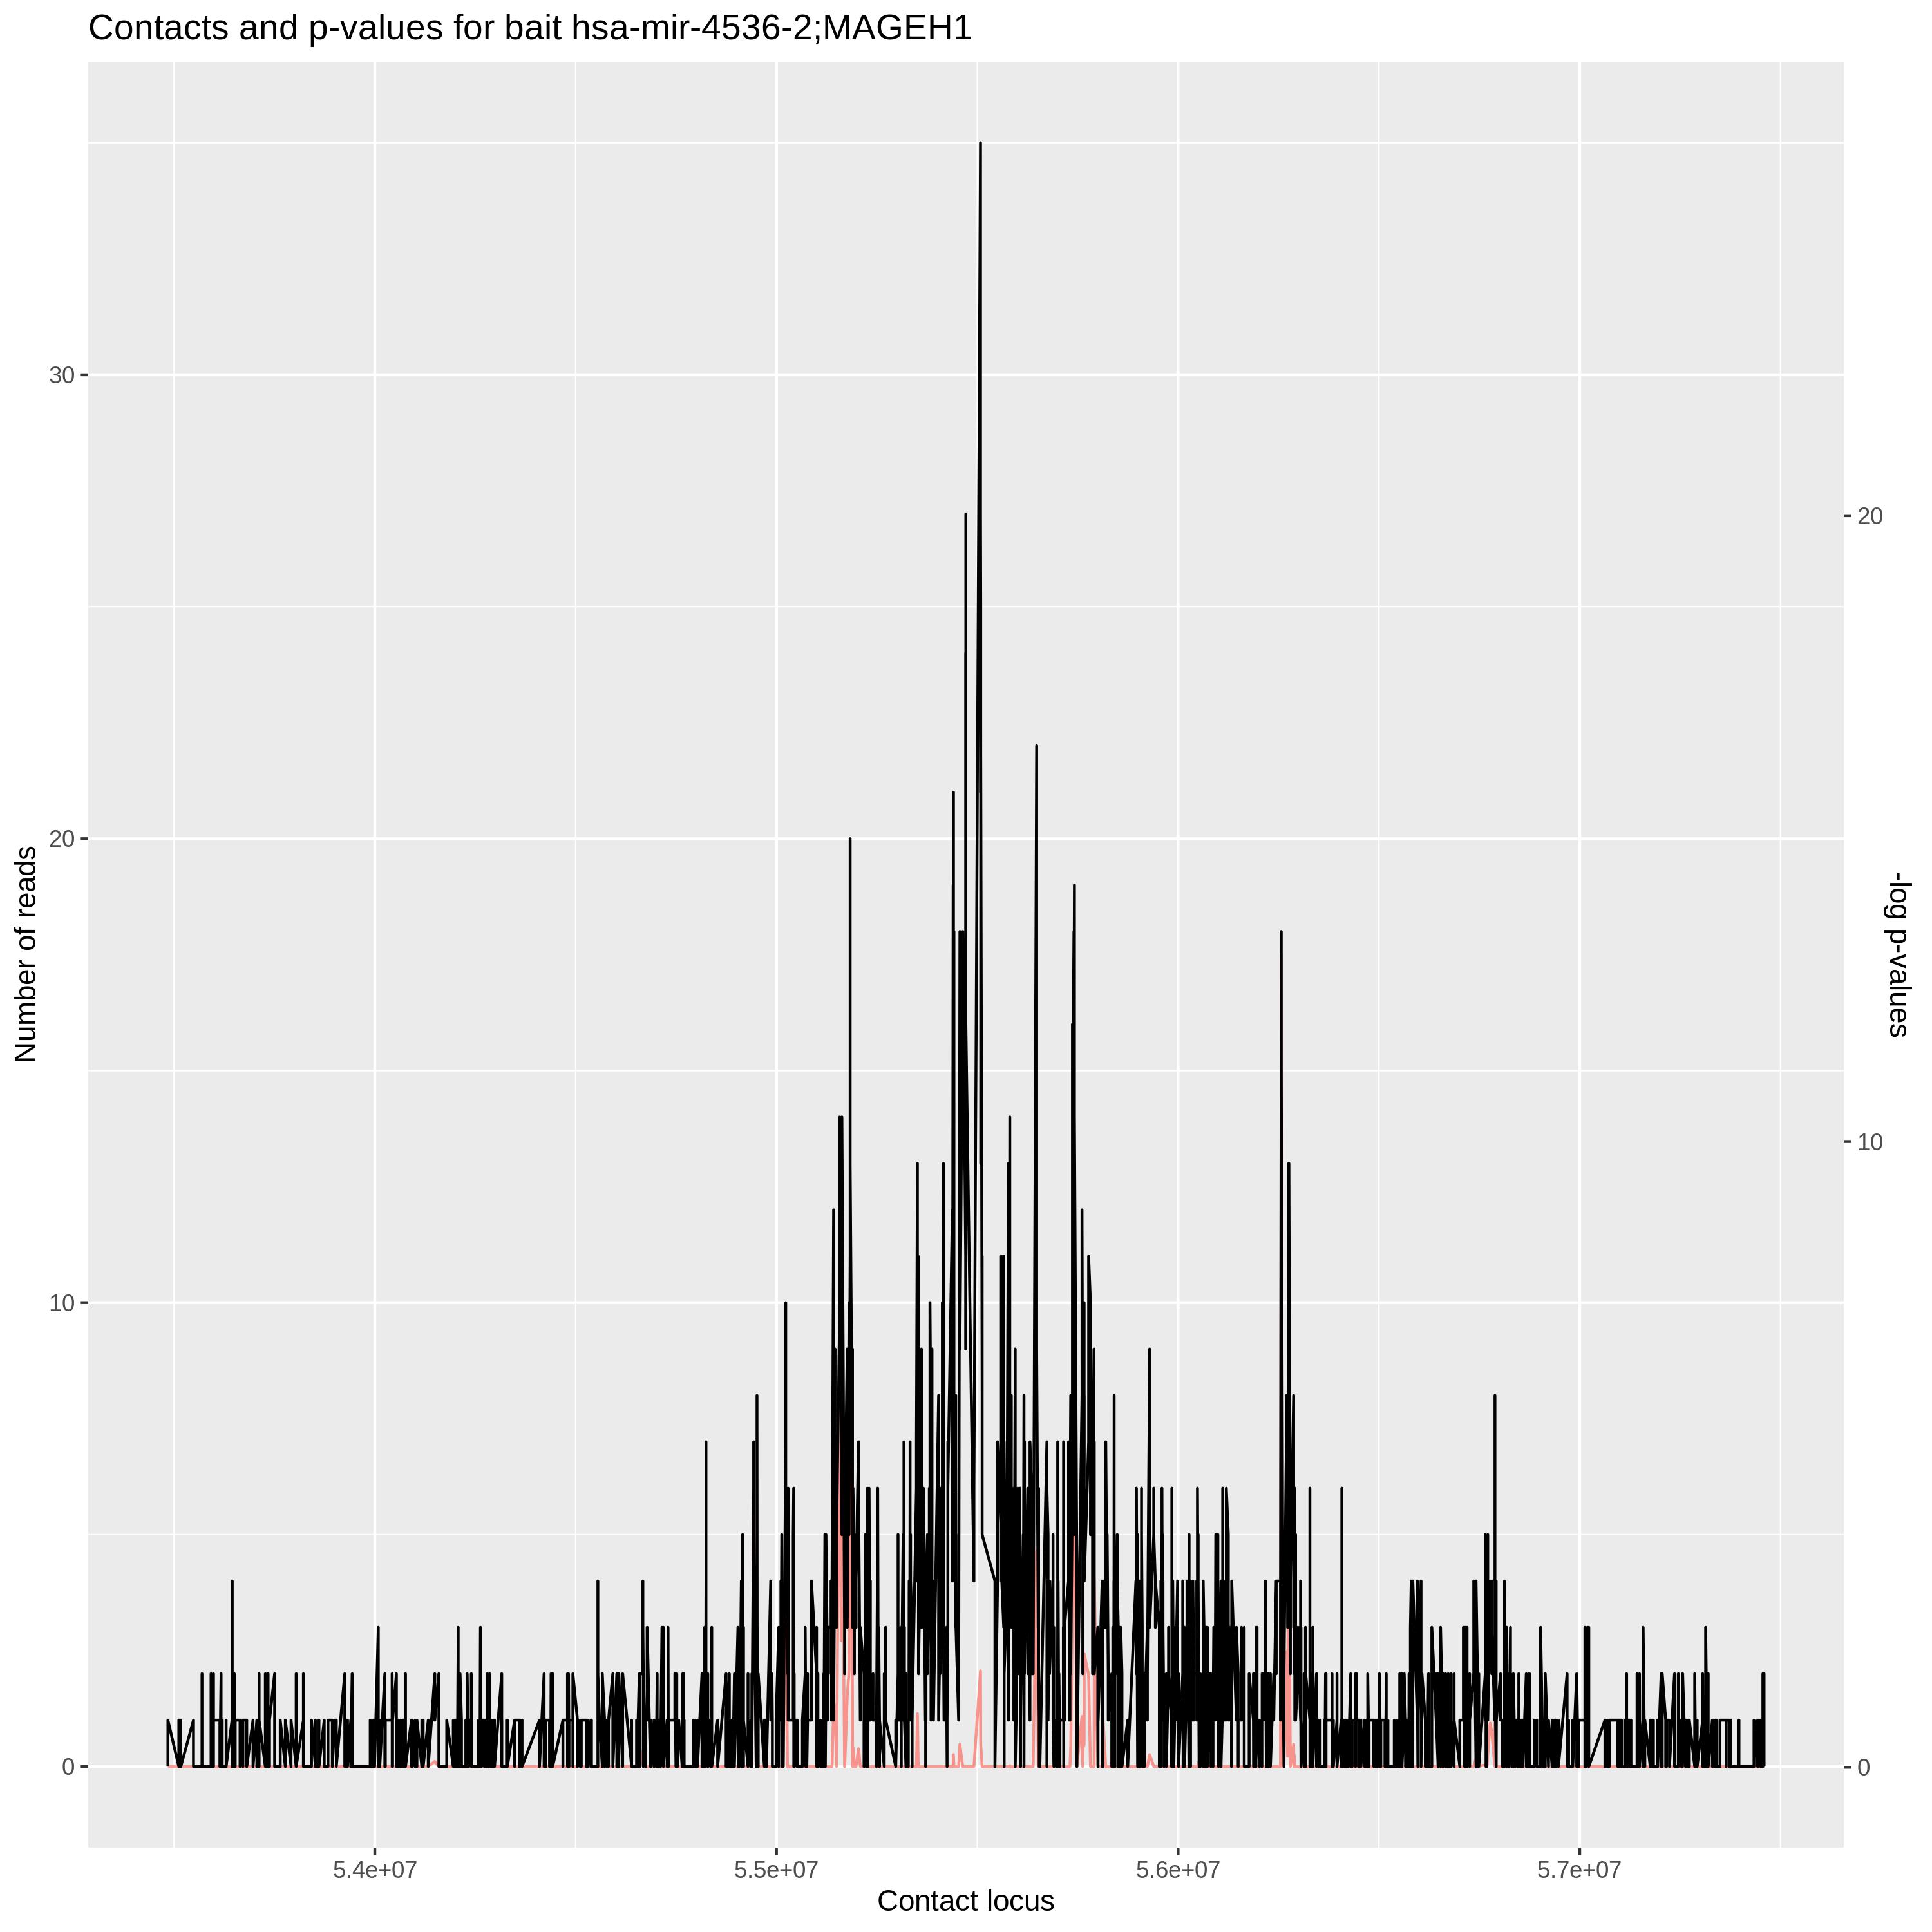 Contacts and p-values for bait hsa-mir-4536-2;MAGEH1
30
20
10
0
Number of reads
20
10
0
-log p-values
5.4e+07
5.5e+07
5.6e+07
5.7e+07
Contact locus